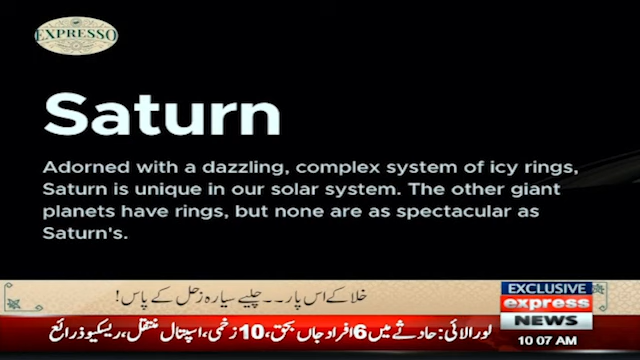 EXPRESSO
Saturn
Adorned with a dazzling, complex system of icy rings,
Saturn is unique in our solar system. The other giant
planets have rings, but none are as spectacular as
Saturn's.
خلا کے اس پار۔۔۔ چلیے سیارہ زحل کے پاس!
EXCLUSIVE
express
NEWS
لورالائی: حادثے میں 6 افراد جاں بحق، 10 زخمی، اسپتال منتقل، ریسکیو ذرائع
10:07 AM